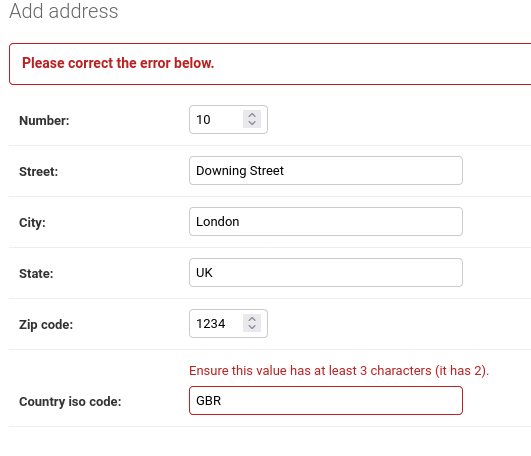 Add address
Please correct the error below.
Number: 10
Street: Downing Street
City: London
State: UK
Zip code: 1234
Ensure this value has at least 3 characters (it has 2).
Country iso code: GBR